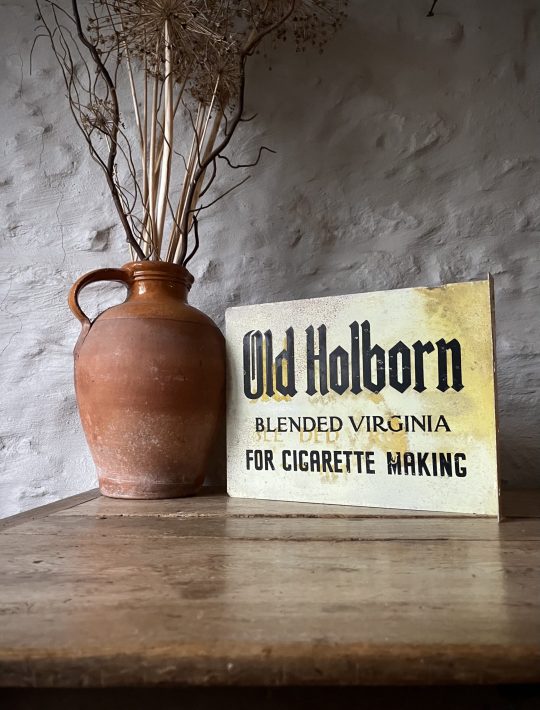 Old Holborn
BLENDED VIRGINIA
FOR CIGARETTE MAKING